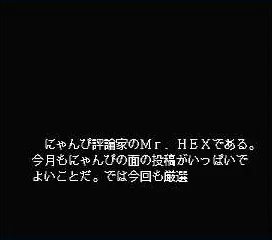 にゃんぴ評論家のＭｒ．ＨＥＸである。
今月もにゃんぴの面の投稿がいっぱいで
よいことだ。では今回も厳選